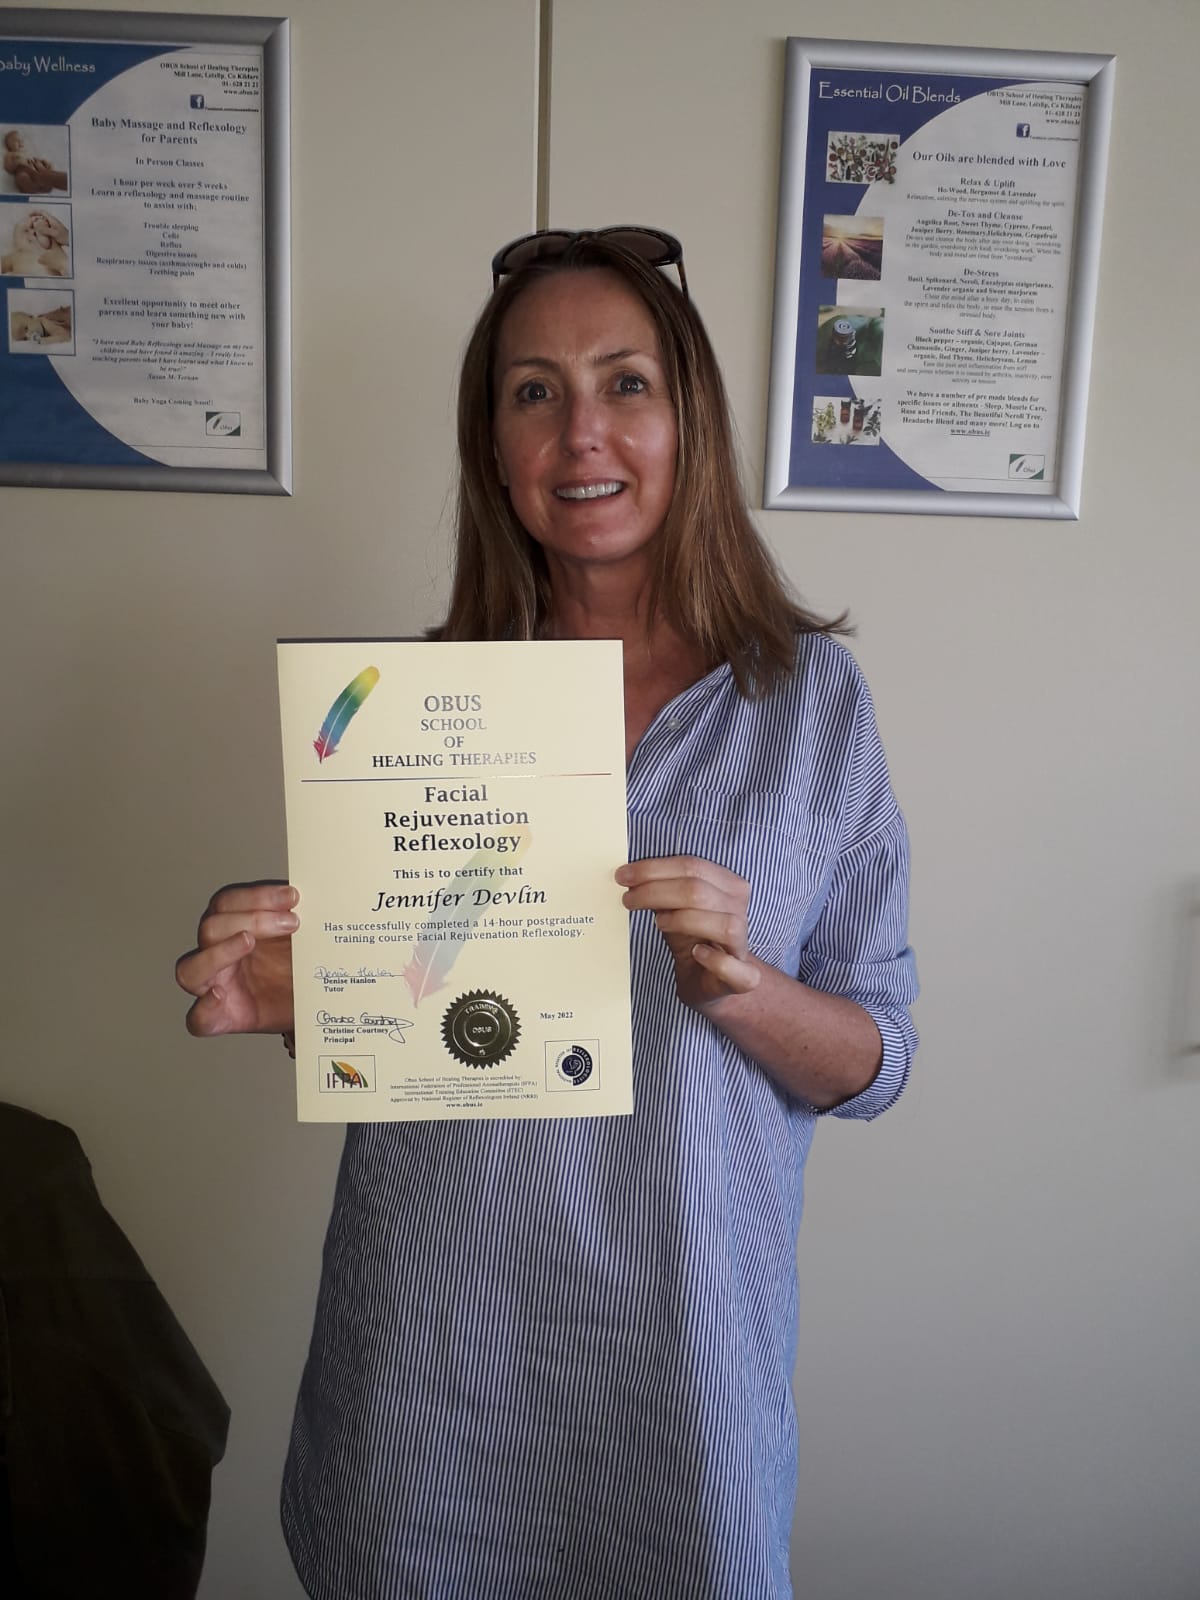 Baby Wellness
OBUS School of Healing Therapies
Mill Lane, Leixlip, Co Kildare
01- 628 21 21
www.obus.ie
Baby Massage and Reflexology
for Parents
In Person Classes
1 hour per week over 5 weeks
Learn a reflexology and massage routine
to assist with;
Trouble sleeping
Colic
Reflux
Digestive issues
Respiratory issues (asthma/coughs and colds)
Teething pain
Excellent opportunity to meet other
parents and learn something new with
your baby!
"I have used Baby Reflexology and Massage on my two
children and have found it amazing - I really love
teaching parents what I have learnt and what I know to
be true!"
Susan M. Ternan
Baby Yoga Coming Soon!!
Obus
Essential Oil Blends
OBUS School of Healing Therapies
Mill Lane, Leixlip, Co Kildare
01- 628 21 21
www.obus.ie
Our Oils are blended with Love
Relax & Uplift
Ho-Wood, Bergamot & Lavender
Relaxation, calming the nervous system and uplifting the spirit
De-Tox and Cleanse
Angelica Root, Sweet Thyme, Cypress, Fennel,
Juniper Berry, Rosemary, Helichrysm, Grapefruit
De-tox and cleanse the body after any over doing - overdoing
in the garden, overdoing rich food, overdoing work. When the
body and mind are tired from "overdoing"
De-Stress
Basil, Spikenard, Neroli, Eucalyptus staigeriana,
Lavender organic and Sweet marjoram
Clear the mind after a busy day, to calm
the spirit and relax the body, to ease the tension from a
stressed body.
Soothe Stiff & Sore Joints
Black pepper - organic, Cajaput, German
Chamomile, Ginger, Juniper berry, Lavender -
organic, Red Thyme, Helichrysum, Lemon
Ease the pain and inflammation from stiff
and sore joints whether it is caused by arthritis, inactivity, over
activity or tension
We have a number of pre made blends for
specific issues or ailments - Sleep, Muscle Care,
Rose and Friends, The Beautiful Neroli Tree,
Headache Blend and many more! Log on to
www.obus.ie
Obus
OBUS
SCHOOL
OF
HEALING THERAPIES
Facial
Rejuvenation
Reflexology
This is to certify that
Jennifer Devlin
Has successfully completed a 14-hour postgraduate
training course Facial Rejuvenation Reflexology.
Denise Hanlon
Denise Hanlon
Tutor
Christine Courtney
Christine Courtney
Principal
TRAINING
OBUS
May 2022
IFPA
Obus School of Healing Therapies is accredited by:
International Federation of Professional Aromatherapists (IFPA)
International Training Education Committee (ITEC)
Approved by National Register of Reflexologists Ireland (NRRI)
www.obus.ie